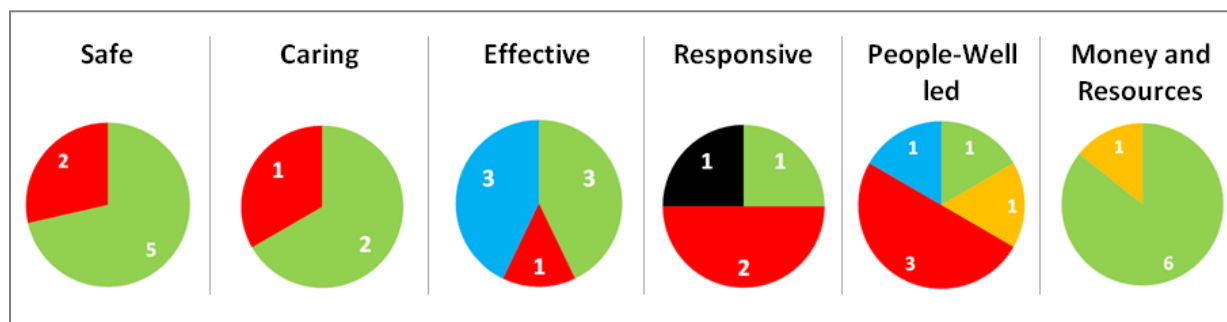 Safe
2
5
Caring
1
2
Effective
3
3
1
Responsive
1
1
2
People-Well
led
1
1
1
3
Money and
Resources
1
6